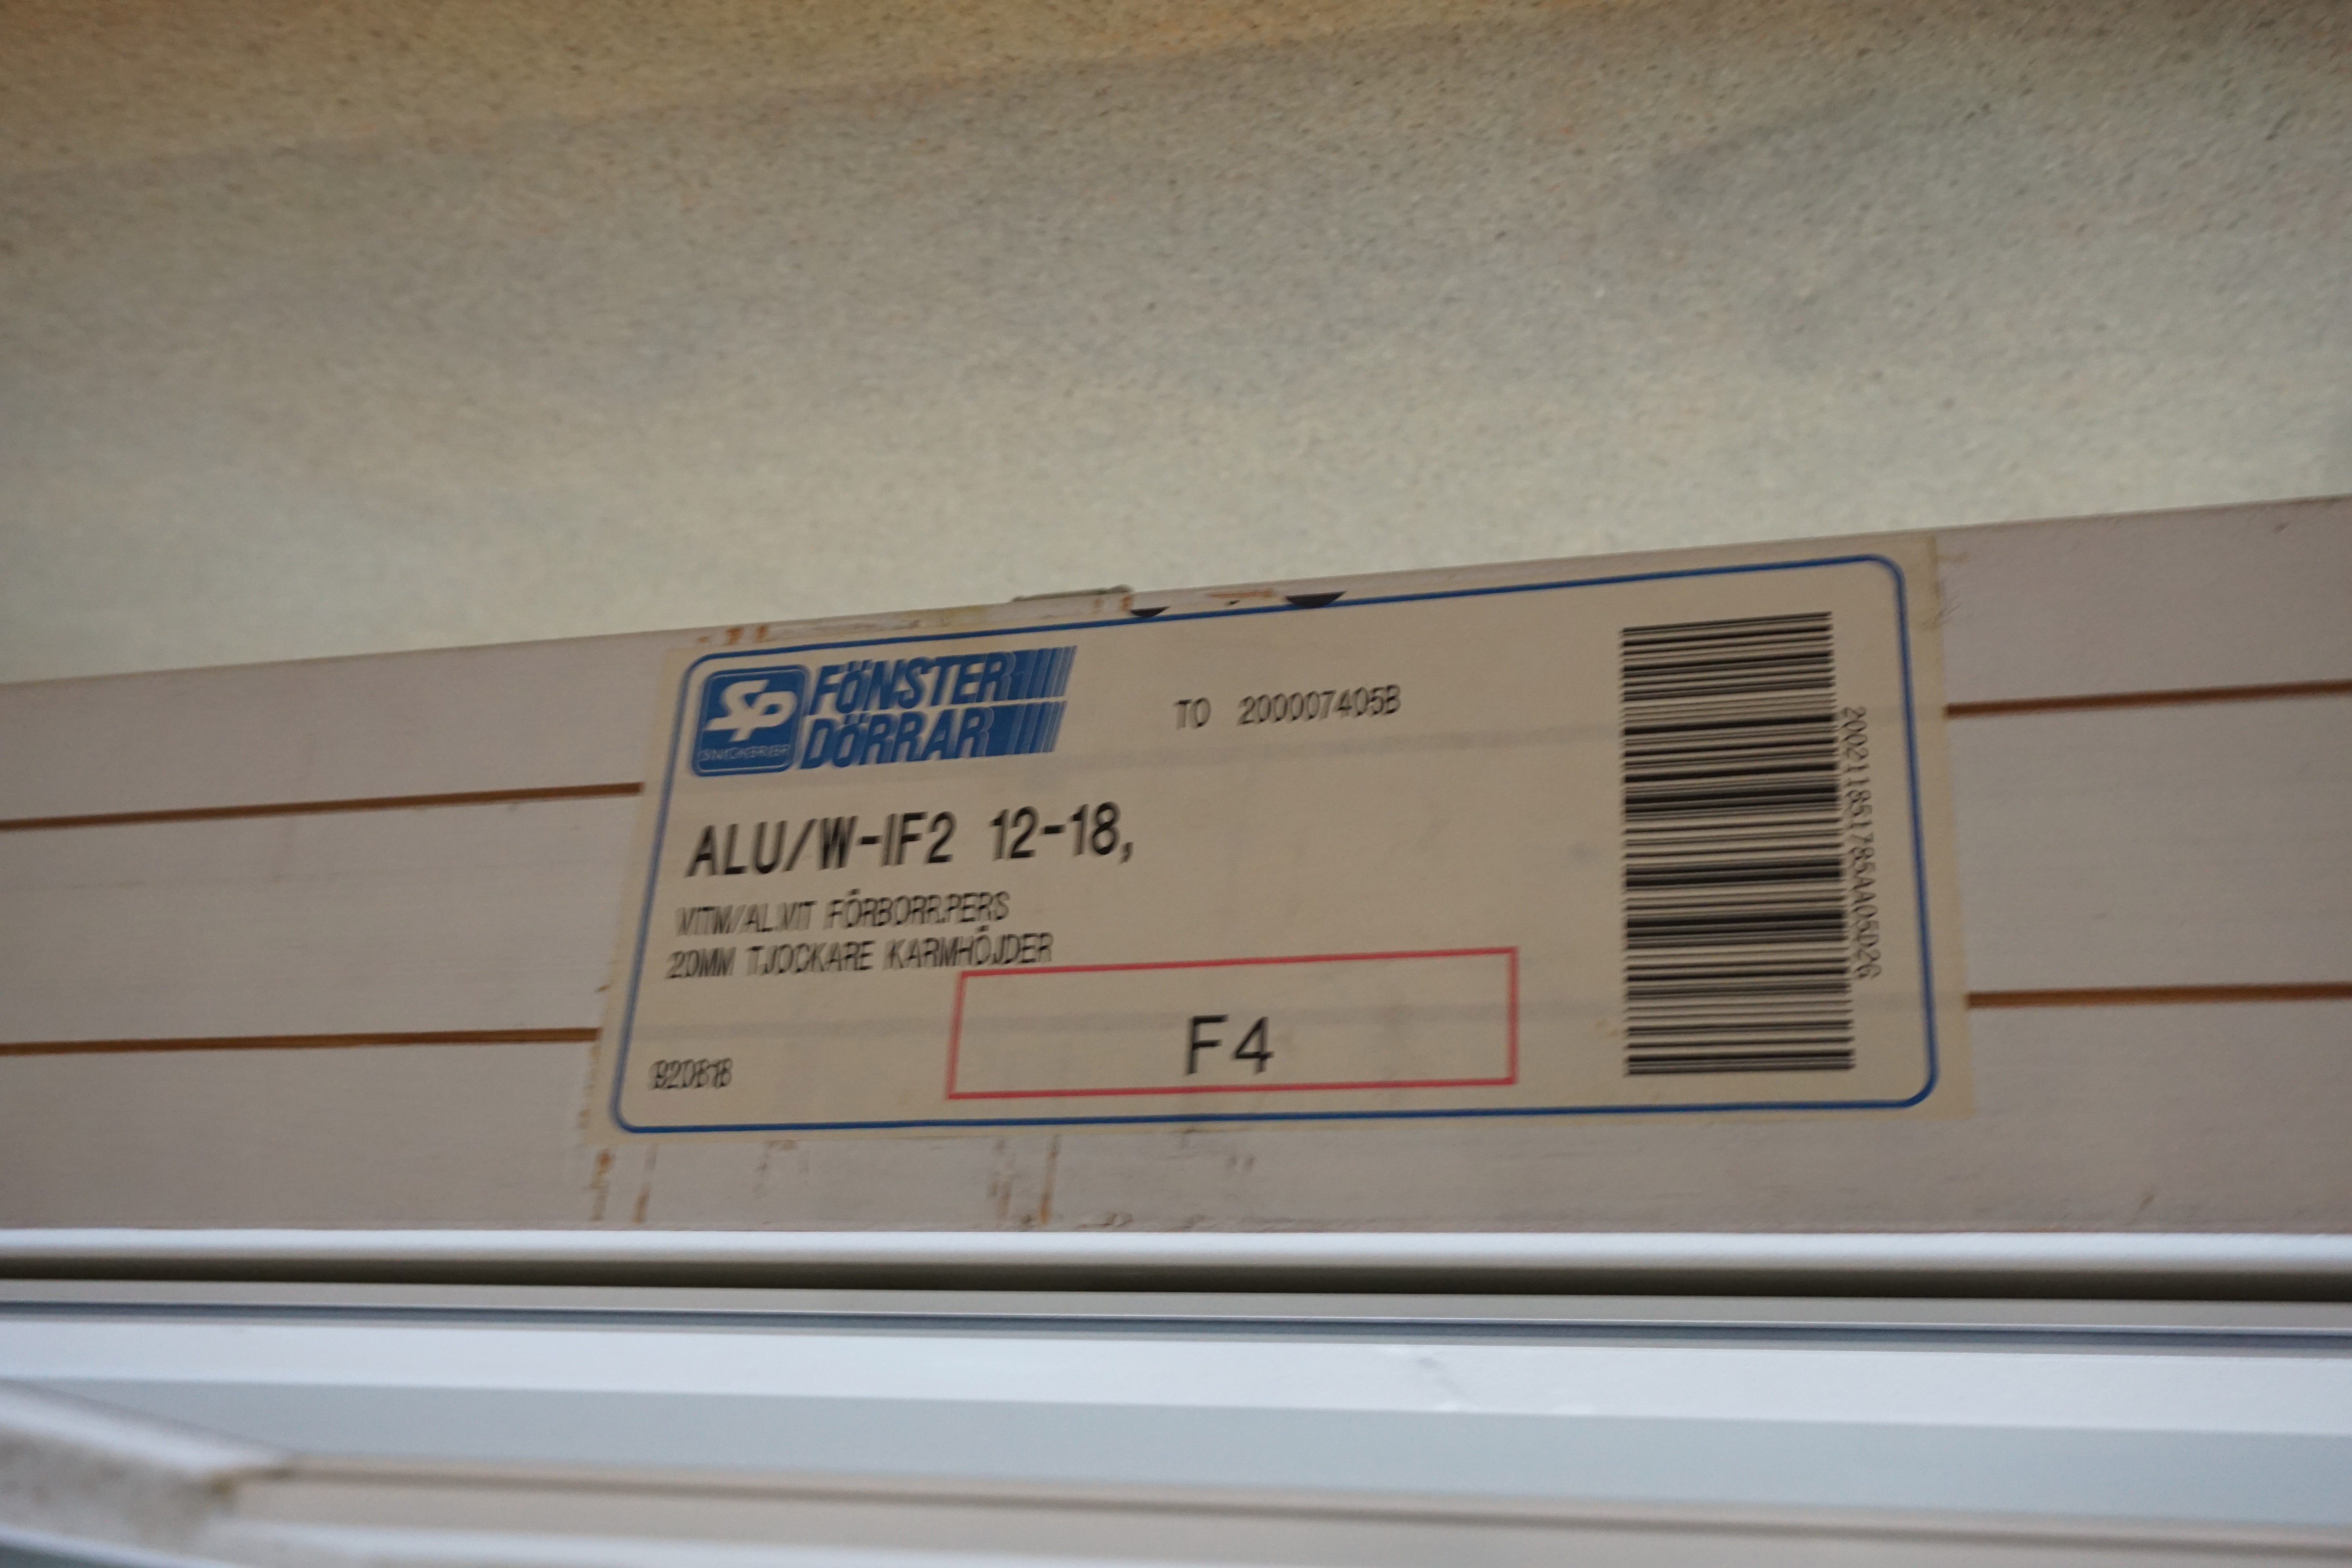 SP
SNICKERIER
FÖNSTER
DÖRRAR
TO 200007405B
ALU/W-IF2 12-18,
VITM/AL.VIT FÖRBORR.PERS
20MM TJOCKARE KARMHÖJDER
F4